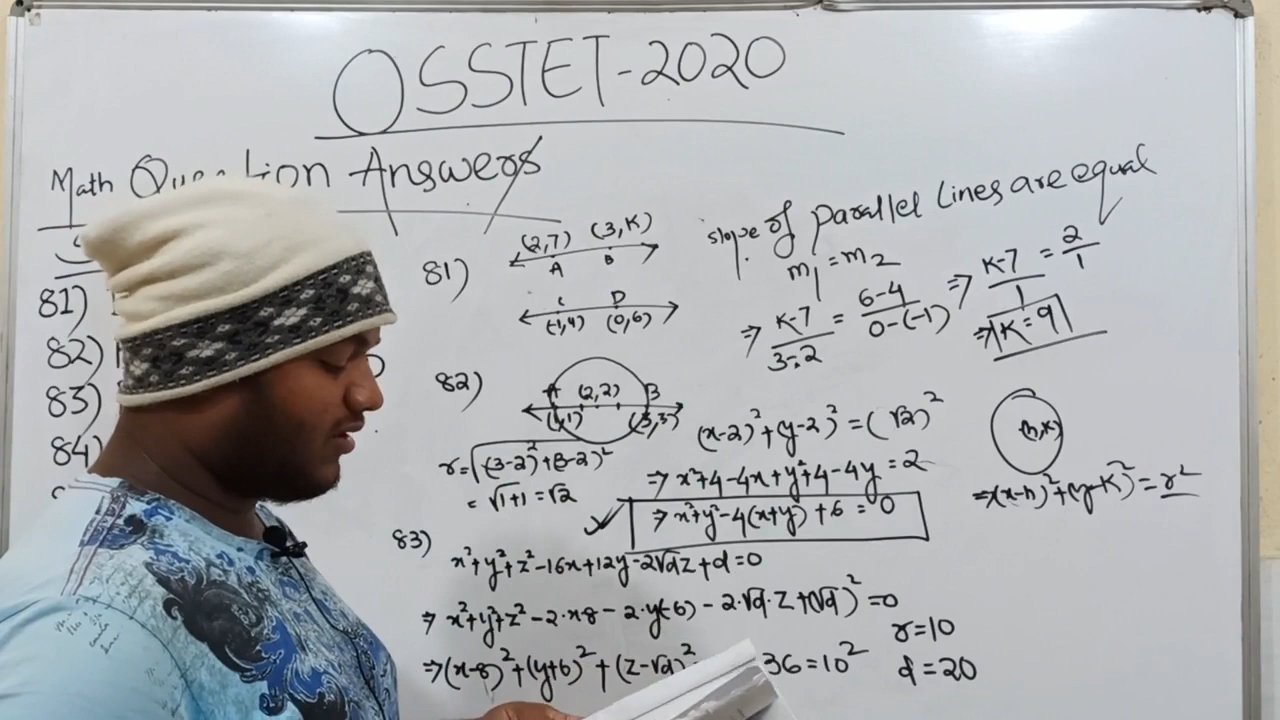 OSSTET-2020
Math Question Answers
81)
82)
83)
84)
81)
(2,7) (3,K)
A B
C D
(-1,4) (0,6)
slope of parallel Lines are equal
m₁ = m₂
⇒ K-7/3-2 = 6-4/0-(-1) ⇒ K-7/1 = 2/1
⇒ K=9
82)
A (2,2) B
(1,1) (3,3)
r=√(3-2)²+(3-2)²
= √1+1 = √2
(x-2)²+(y-2)² = (√2)²
⇒ x²+4-4x+y²+4-4y = 2
⇒ x²+y²-4(x+y)+6 = 0
(h,K)
⇒ (x-h)²+(y-K)² = r²
83)
x²+y²+z²-16x+12y-2√dz+d=0
⇒ x²+y²+z²-2·x8-2·y(-6)-2·√d·z+(√d)²=0
⇒ (x-8)²+(y+6)²+(z-√d)² 36=10²
r=10
d=20